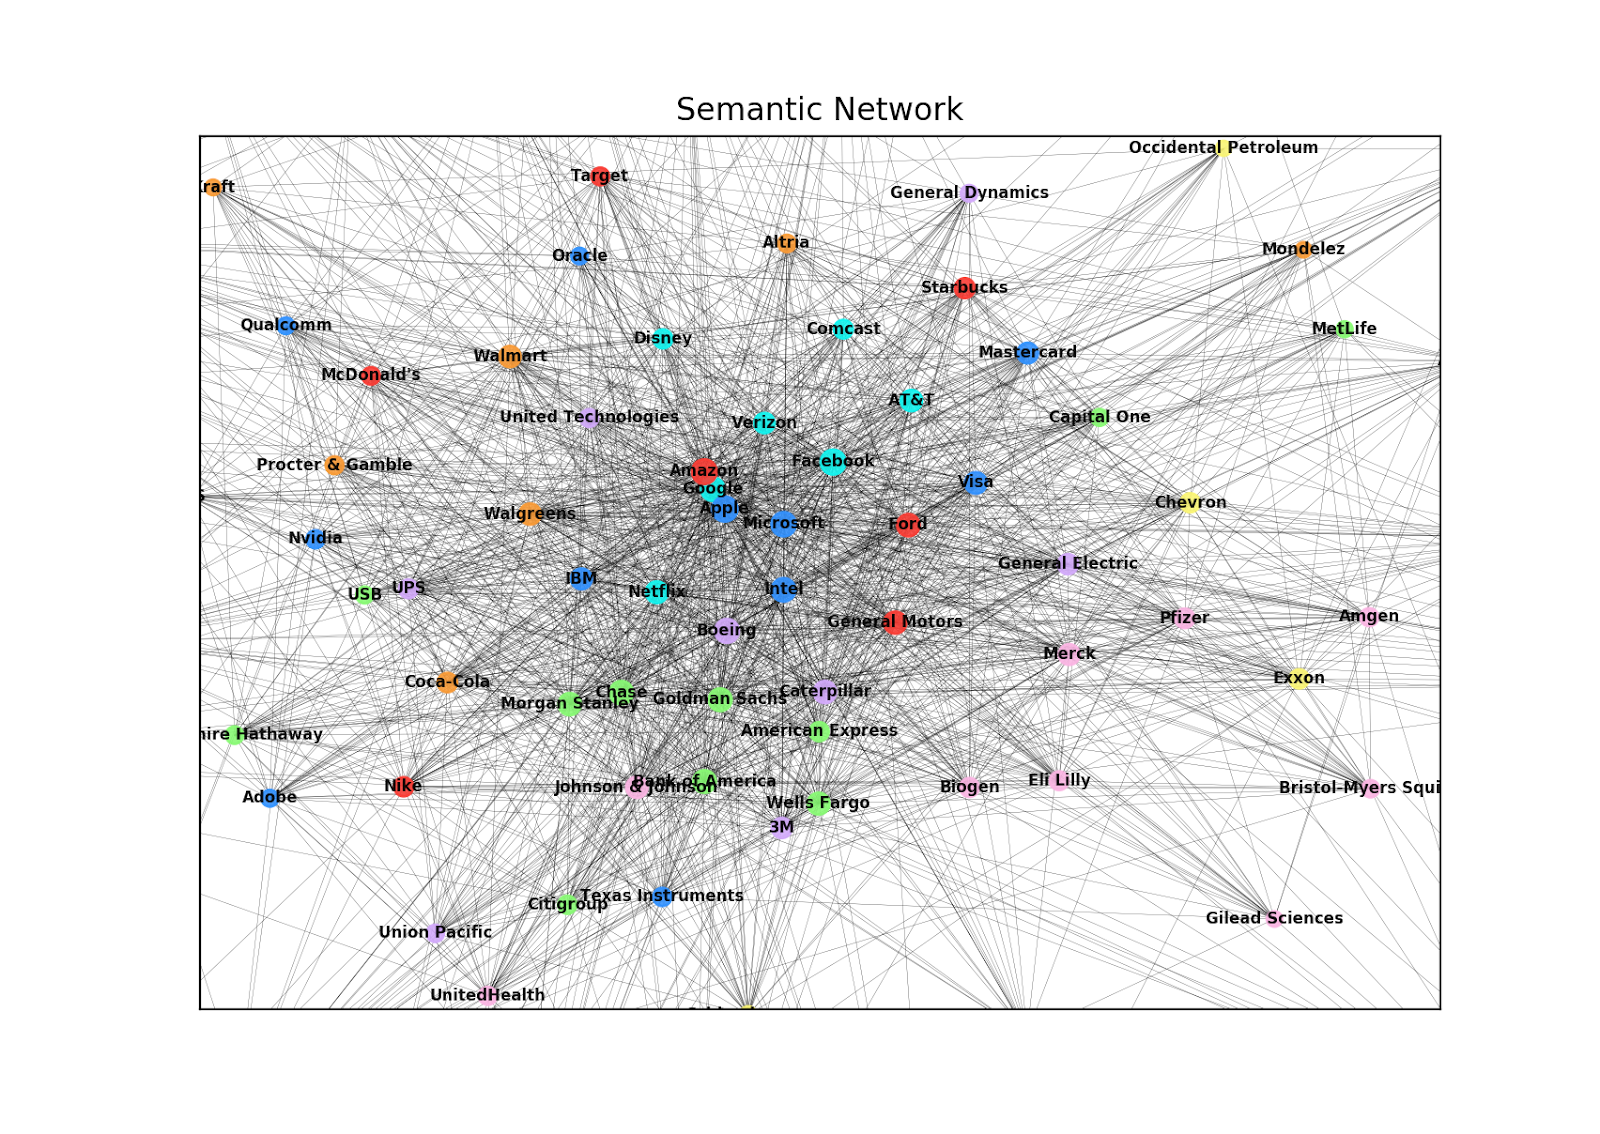 Semantic Network
Occidental Petroleum
Target
Kraft
General Dynamics
Altria
Mondelez
Oracle
Starbucks
Qualcomm
Comcast
MetLife
Disney
Mastercard
Walmart
McDonald's
AT&T
United Technologies
Capital One
Verizon
Facebook
Procter & Gamble
Amazon
Visa
Google
Chevron
Apple
Walgreens
Microsoft
Ford
Nvidia
General Electric
IBM
UPS
Intel
Netflix
USB
Amgen
Pfizer
General Motors
Boeing
Merck
Exxon
Coca-Cola
Chase
Caterpillar
Goldman Sachs
Morgan Stanley
American Express
hire Hathaway
Bank of America
Eli Lilly
Nike
Johnson & Johnson
Biogen
Bristol-Myers Squi
Adobe
Wells Fargo
3M
Texas Instruments
Citigroup
Gilead Sciences
Union Pacific
UnitedHealth